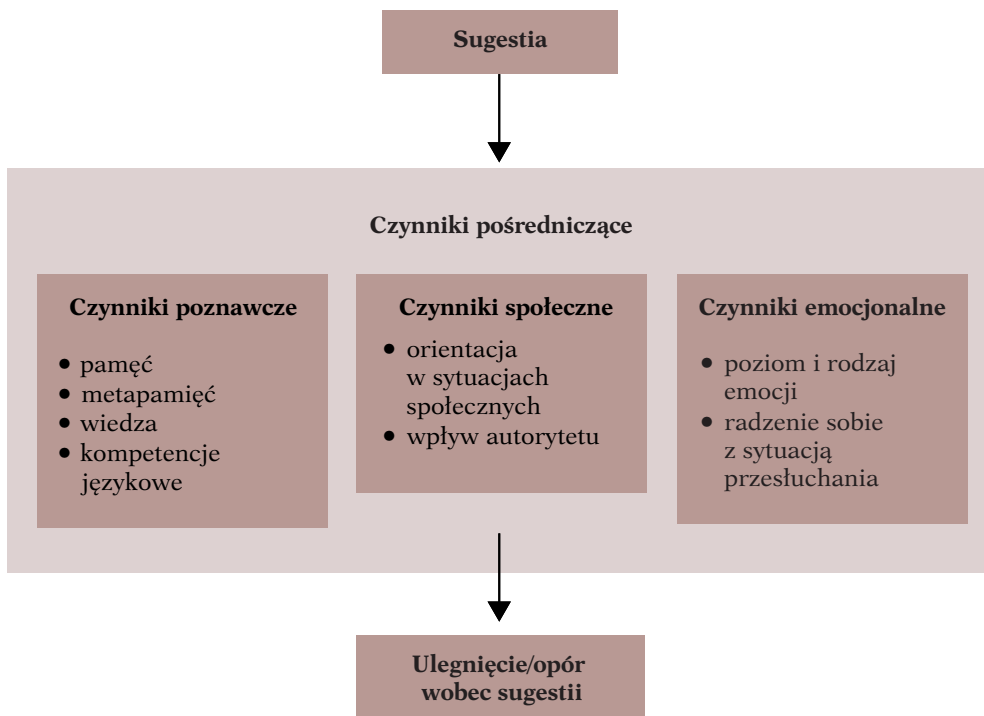 Sugestia
Czynniki pośredniczące
Czynniki poznawcze
• pamęć
• metapamięć
• wiedza
• kompetencje
językowe
Czynniki społeczne
• orientacja
w sytuacjach
społecznych
• wpływ autorytetu
Czynniki emocjonalne
• poziom i rodzaj
emocji
• radzenie sobie
z sytuacją
przesłuchania
Ulegnięcie/opór
wobec sugestii